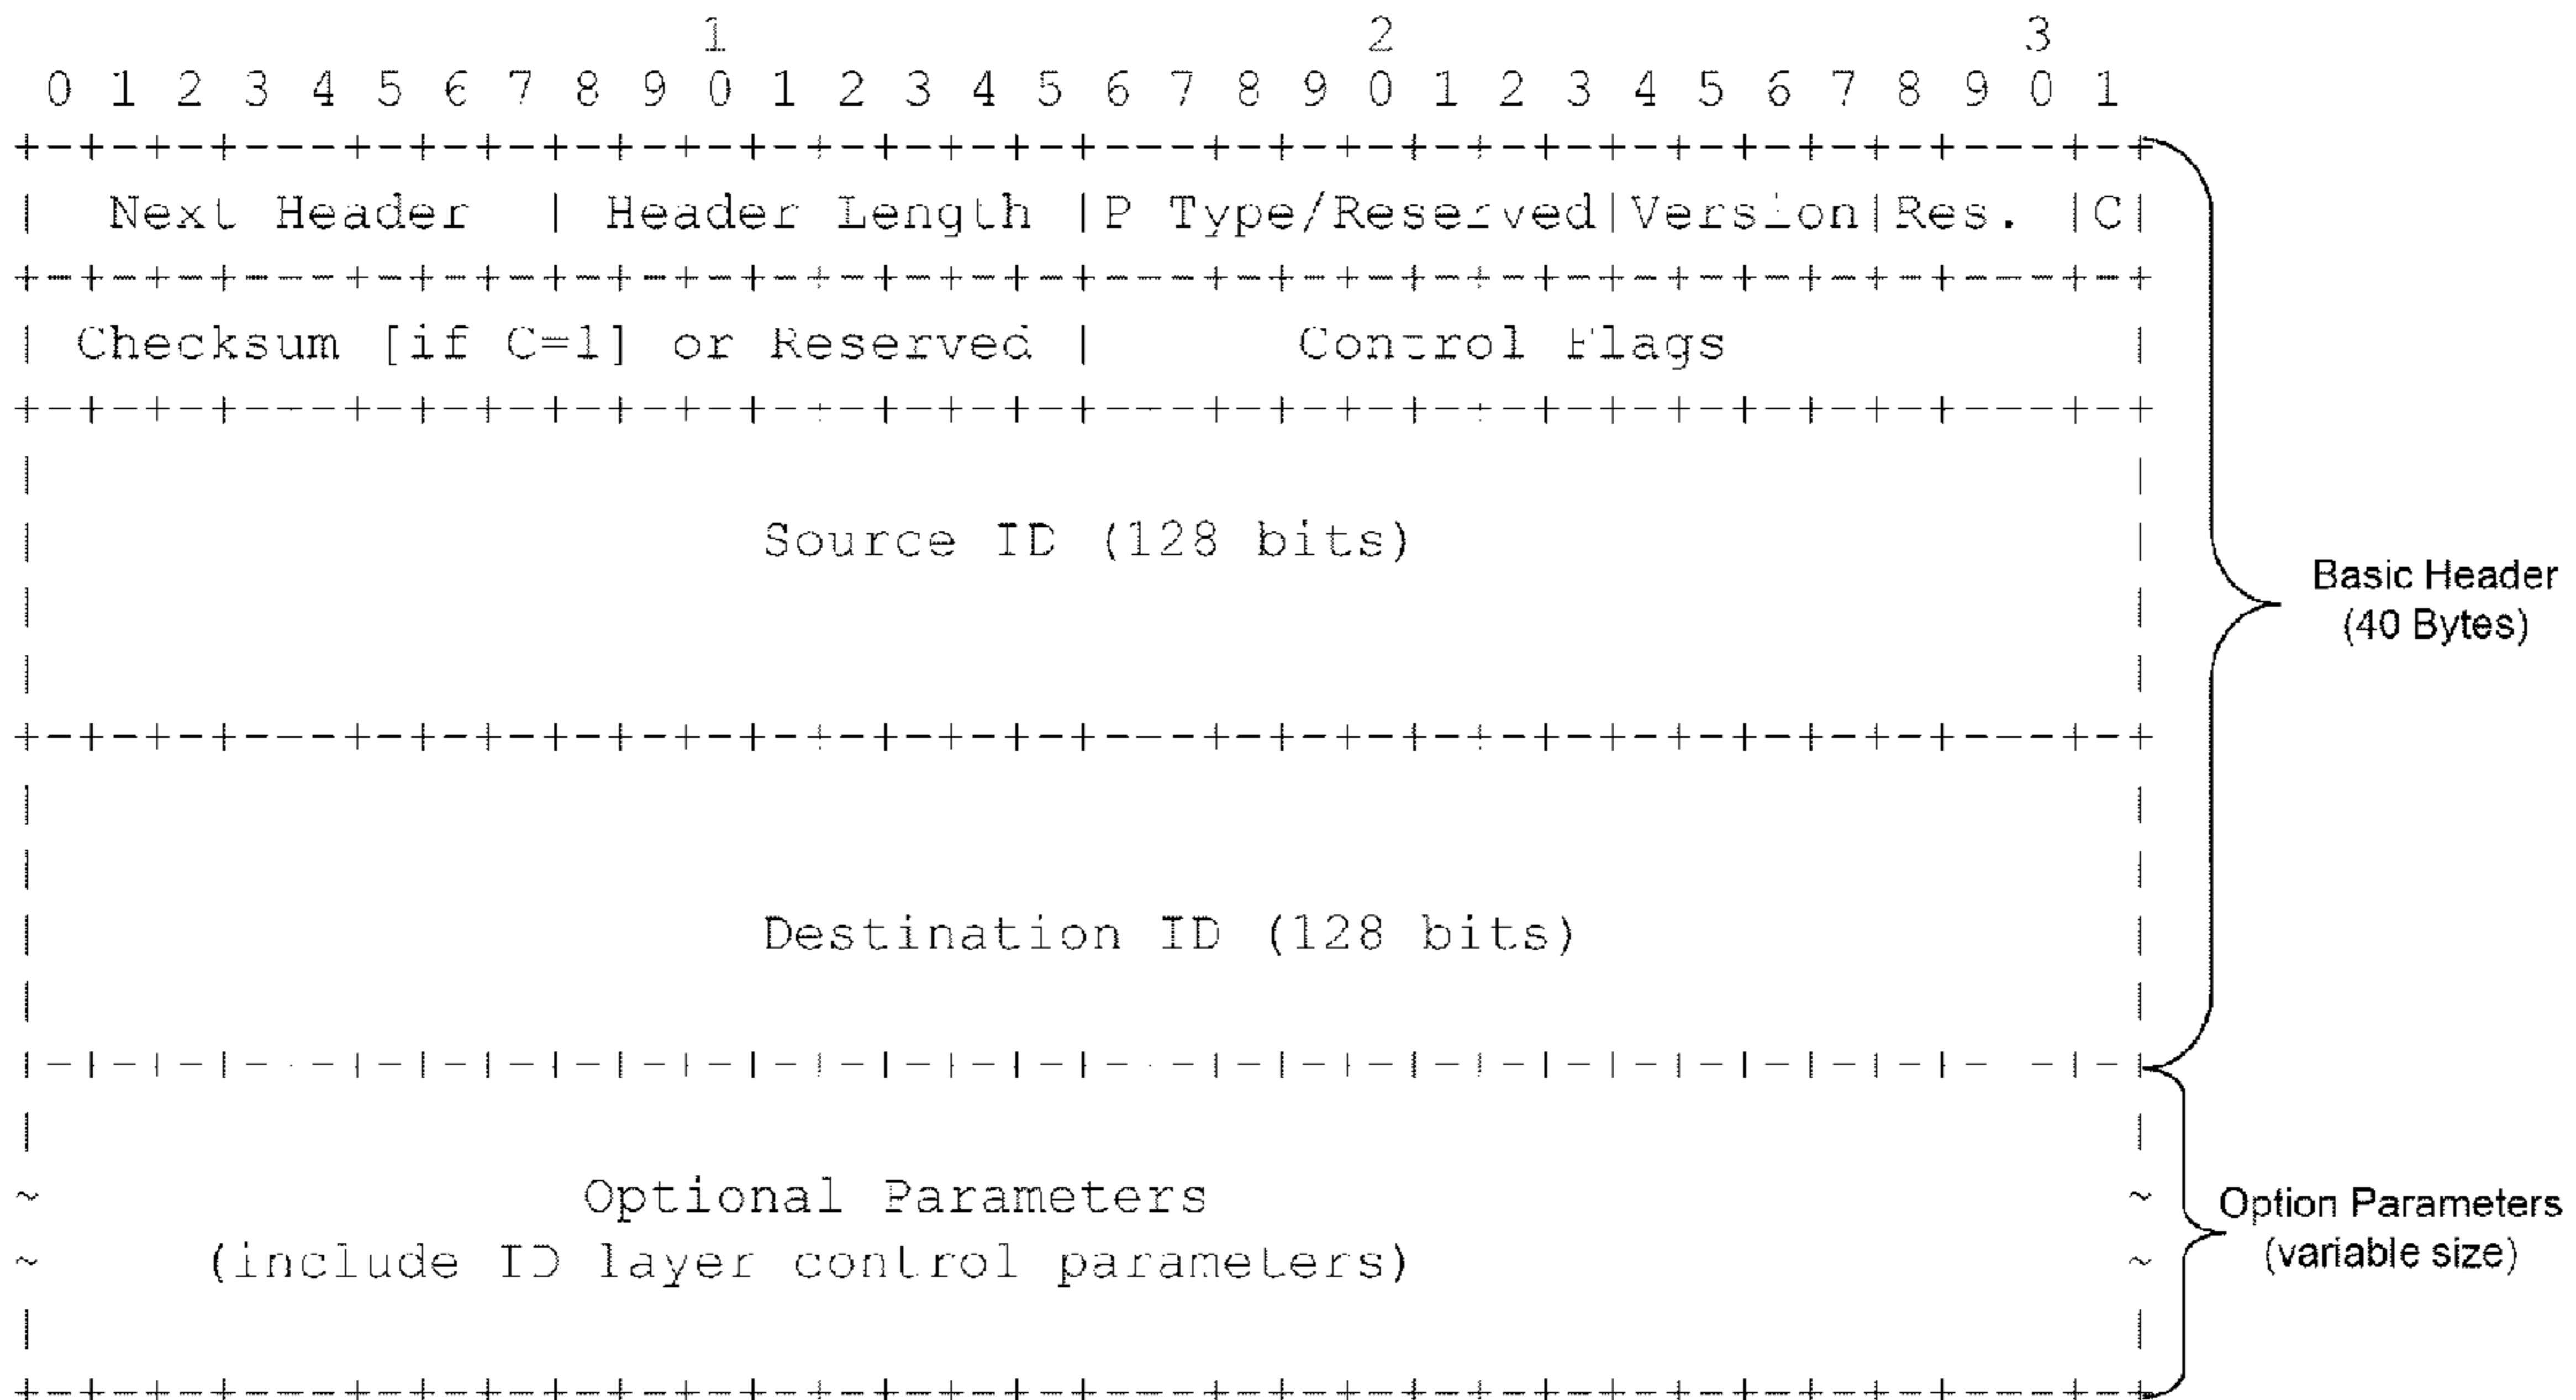 1 2 3
0 1 2 3 4 5 6 7 8 9 0 1 2 3 4 5 6 7 8 9 0 1 2 3 4 5 6 7 8 9 0 1
| Next Header | Header Length |P Type/Reserved|Version|Res. |C|
| Checksum [if C=1] or Reserved | Control Flags |
Source ID (128 bits)
Basic Header
(40 Bytes)
Destination ID (128 bits)
~ Optional Parameters ~
~ (include ID layer control parameters) ~
Option Parameters
(variable size)